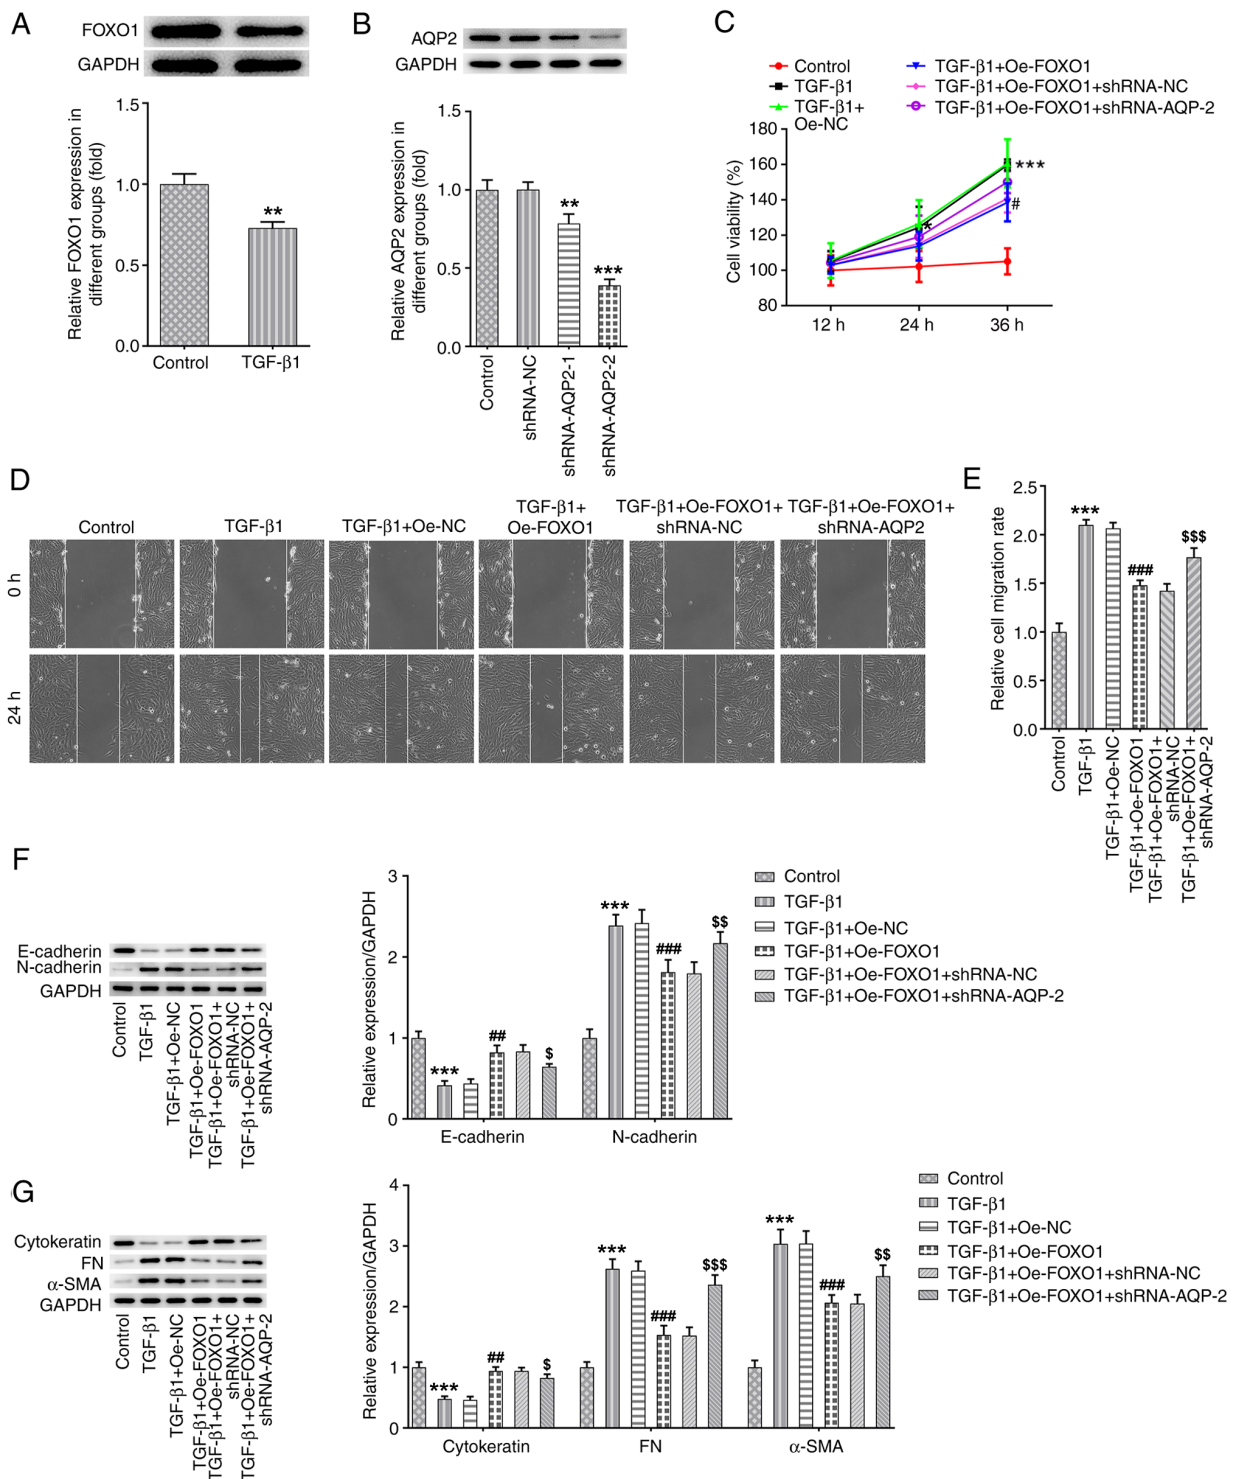 A
FOXO1
GAPDH
Relative FOXO1 expression in
different groups (fold)
1.5
1.0
0.5
0.0
**
Control
TGF-β1
B
AQP2
GAPDH
Relative AQP2 expression in
different groups (fold)
1.5
1.0
0.5
0.0
**
***
Control
shRNA-NC
shRNA-AQP2-1
shRNA-AQP2-2
C
Control
TGF-β1
TGF-β1+
Oe-NC
TGF-β1+Oe-FOXO1
TGF-β1+Oe-FOXO1+shRNA-NC
TGF-β1+Oe-FOXO1+shRNA-AQP-2
Cell viability (%)
180
160
140
120
100
80
*
***
#
12 h
24 h
36 h
D
Control
TGF-β1
TGF-β1+Oe-NC
TGF-β1+
Oe-FOXO1
TGF-β1+Oe-FOXO1+
shRNA-NC
TGF-β1+Oe-FOXO1+
shRNA-AQP2
0 h
24 h
E
Relative cell migration rate
2.5
2.0
1.5
1.0
0.5
0.0
***
###
$$$
Control
TGF-β1
TGF-β1+Oe-NC
TGF-β1+Oe-FOXO1
TGF-β1+Oe-FOXO1+
shRNA-NC
TGF-β1+Oe-FOXO1+
shRNA-AQP-2
F
E-cadherin
N-cadherin
GAPDH
Control
TGF-β1
TGF-β1+Oe-NC
TGF-β1+Oe-FOXO1
TGF-β1+Oe-FOXO1+
shRNA-NC
TGF-β1+Oe-FOXO1+
shRNA-AQP-2
Relative expression/GAPDH
3
2
1
0
***
##
$
***
###
$$
E-cadherin
N-cadherin
Control
TGF-β1
TGF-β1+Oe-NC
TGF-β1+Oe-FOXO1
TGF-β1+Oe-FOXO1+shRNA-NC
TGF-β1+Oe-FOXO1+shRNA-AQP-2
G
Cytokeratin
FN
α-SMA
GAPDH
Control
TGF-β1
TGF-β1+Oe-NC
TGF-β1+Oe-FOXO1
TGF-β1+Oe-FOXO1+
shRNA-NC
TGF-β1+Oe-FOXO1+
shRNA-AQP-2
Relative expression/GAPDH
4
3
2
1
0
***
##
$
***
###
$$$
***
###
$$
Cytokeratin
FN
α-SMA
Control
TGF-β1
TGF-β1+Oe-NC
TGF-β1+Oe-FOXO1
TGF-β1+Oe-FOXO1+shRNA-NC
TGF-β1+Oe-FOXO1+shRNA-AQP-2